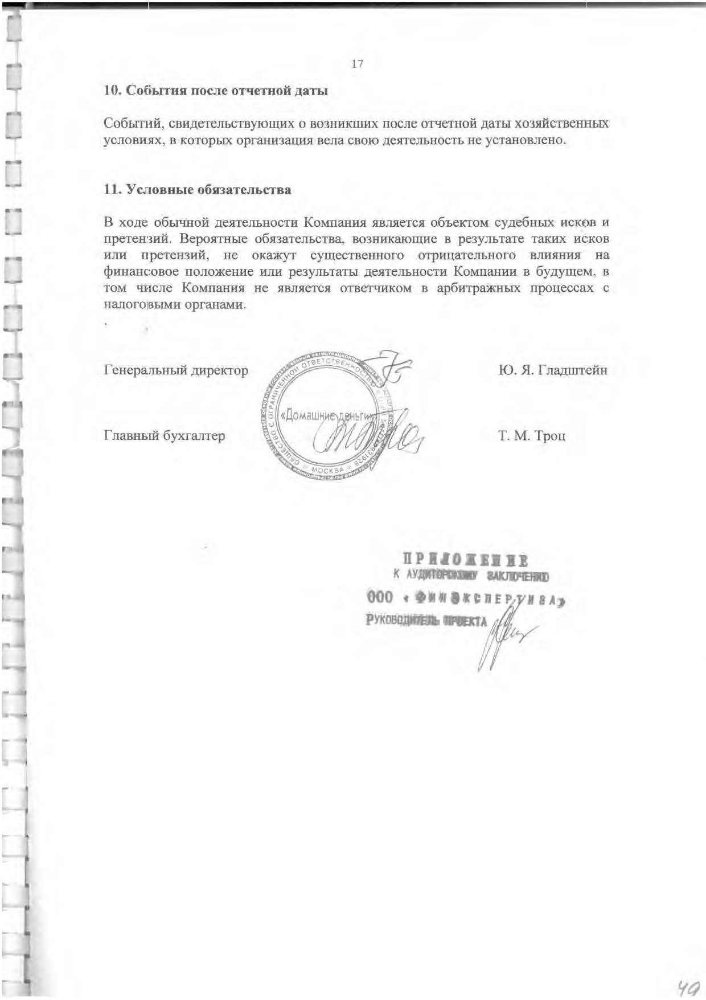 17
10. События после отчетной даты
Событий, свидетельствующих о возникших после отчетной даты хозяйственных
условиях, в которых организация вела свою деятельность не установлено.
11. Условные обязательства
В ходе обычной деятельности Компания является объектом судебных исков и
претензий. Вероятные обязательства, возникающие в результате таких исков
или претензий, не окажут существенного отрицательного влияния на
финансовое положение или результаты деятельности Компании в будущем, в
том числе Компания не является ответчиком в арбитражных процессах с
налоговыми органами.
Генеральный директор
Ю. Я. Гладштейн
ОБЩЕСТВО С ОГРАНИЧЕННОЙ ОТВЕТСТВЕННОСТЬЮ
«Домашние деньги»
МОСКВА
Главный бухгалтер
Т. М. Троц
ПРИЛОЖЕНИЕ
К АУДИТОРСКОМУ ЗАКЛЮЧЕНИЮ
ООО «ФИНЭКСПЕРТИЗА»
РУКОВОДИТЕЛЬ ПРОЕКТА
49